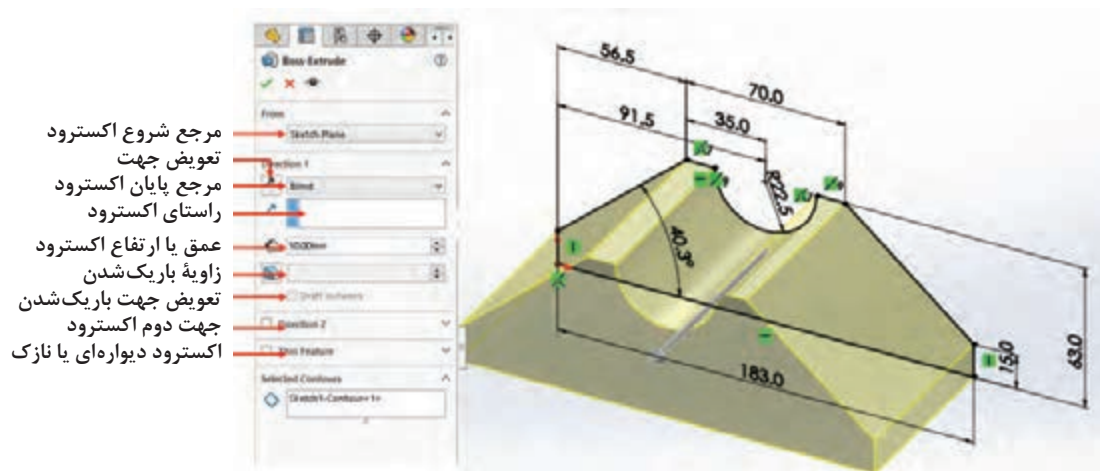 Boss-Extrude
From
مرجع شروع اکسترود
Sketch Plane
تعویض جهت
Direction 1
مرجع پایان اکسترود
Blind
راستای اکسترود
عمق یا ارتفاع اکسترود
زاویهٔ باریک‌شدن
تعویض جهت باریک‌شدن
Draft outward
جهت دوم اکسترود
Direction 2
اکسترود دیواره‌ای یا نازک
Thin Feature
Selected Contours
Sketch1-Contour<1>
56.5
70.0
91.5
35.0
R22.5
40.3°
183.0
15.0
63.0